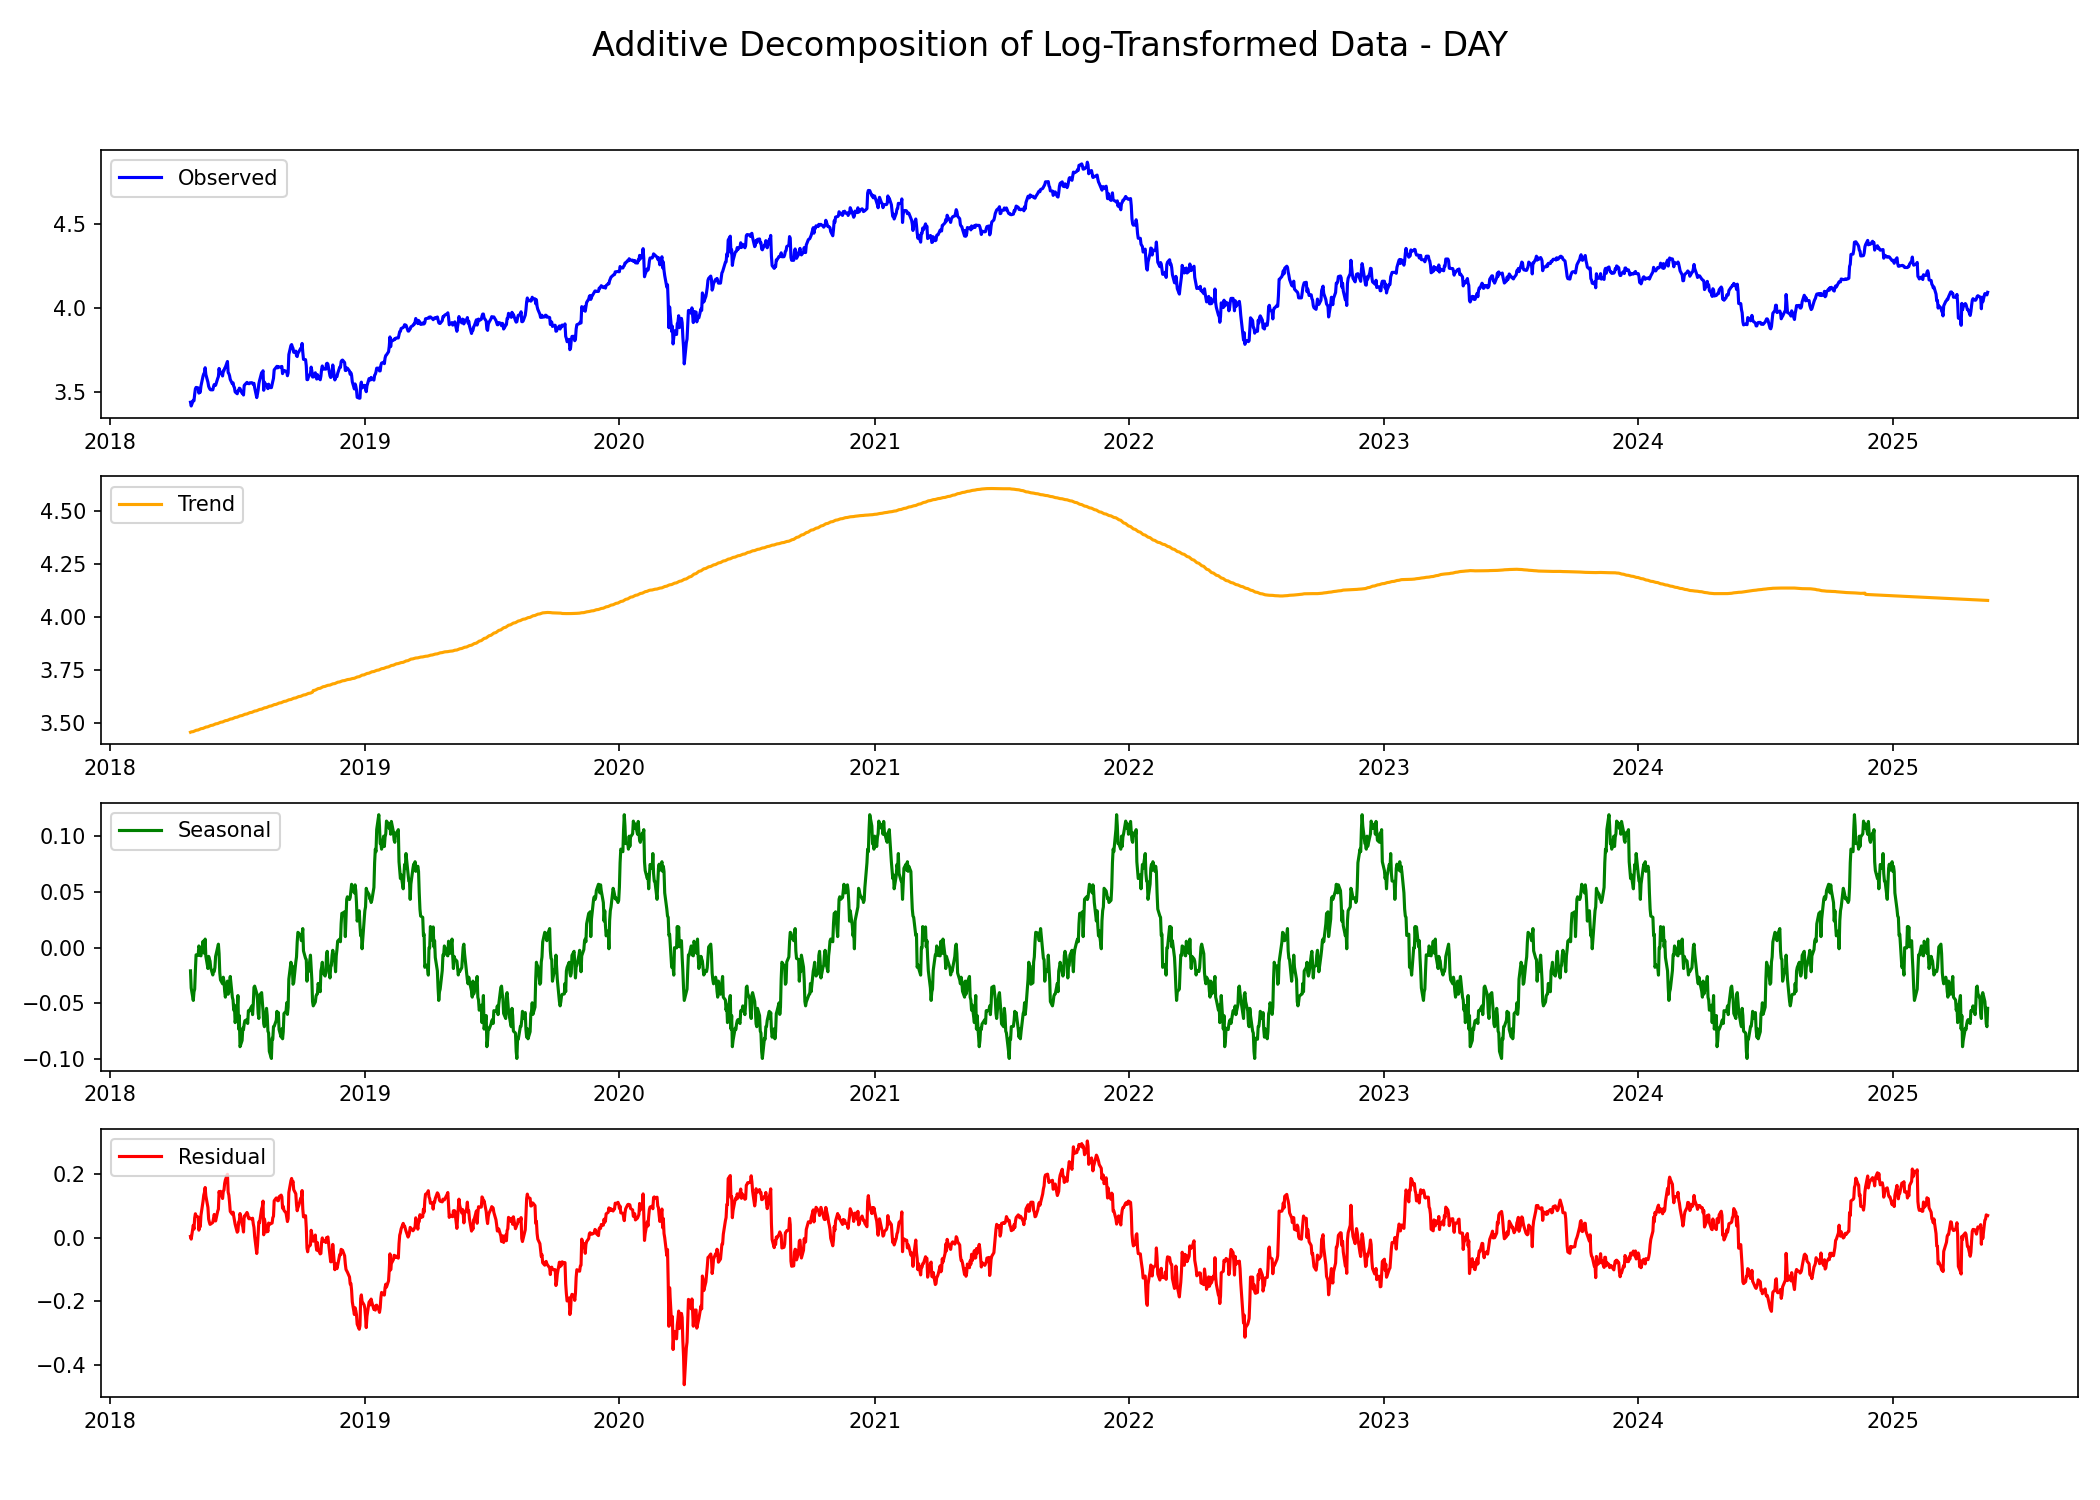 Additive Decomposition of Log-Transformed Data - DAY
Observed
4.5
4.0
3.5
2018 2019 2020 2021 2022 2023 2024 2025
Trend
4.50
4.25
4.00
3.75
3.50
2018 2019 2020 2021 2022 2023 2024 2025
Seasonal
0.10
0.05
0.00
−0.05
−0.10
2018 2019 2020 2021 2022 2023 2024 2025
Residual
0.2
0.0
−0.2
−0.4
2018 2019 2020 2021 2022 2023 2024 2025